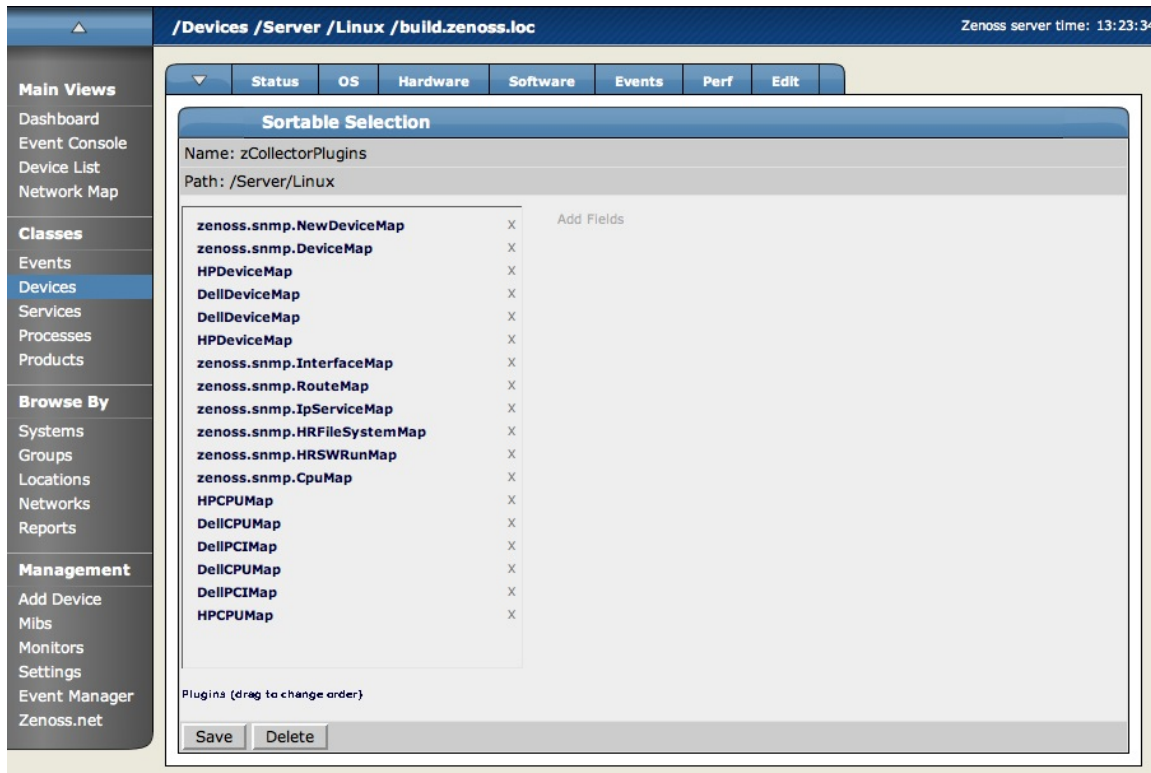 /Devices /Server /Linux /build.zenoss.loc
Zenoss server time: 13:23:34
Main Views
Dashboard
Event Console
Device List
Network Map
Classes
Events
Devices
Services
Processes
Products
Browse By
Systems
Groups
Locations
Networks
Reports
Management
Add Device
Mibs
Monitors
Settings
Event Manager
Zenoss.net
Status OS Hardware Software Events Perf Edit
Sortable Selection
Name: zCollectorPlugins
Path: /Server/Linux
zenoss.snmp.NewDeviceMap X
zenoss.snmp.DeviceMap X
HPDeviceMap X
DellDeviceMap X
DellDeviceMap X
HPDeviceMap X
zenoss.snmp.InterfaceMap X
zenoss.snmp.RouteMap X
zenoss.snmp.IpServiceMap X
zenoss.snmp.HRFileSystemMap X
zenoss.snmp.HRSWRunMap X
zenoss.snmp.CpuMap X
HPCPUMap X
DellCPUMap X
DellPCIMap X
DellCPUMap X
DellPCIMap X
HPCPUMap X
Add Fields
Plugins (drag to change order)
Save Delete